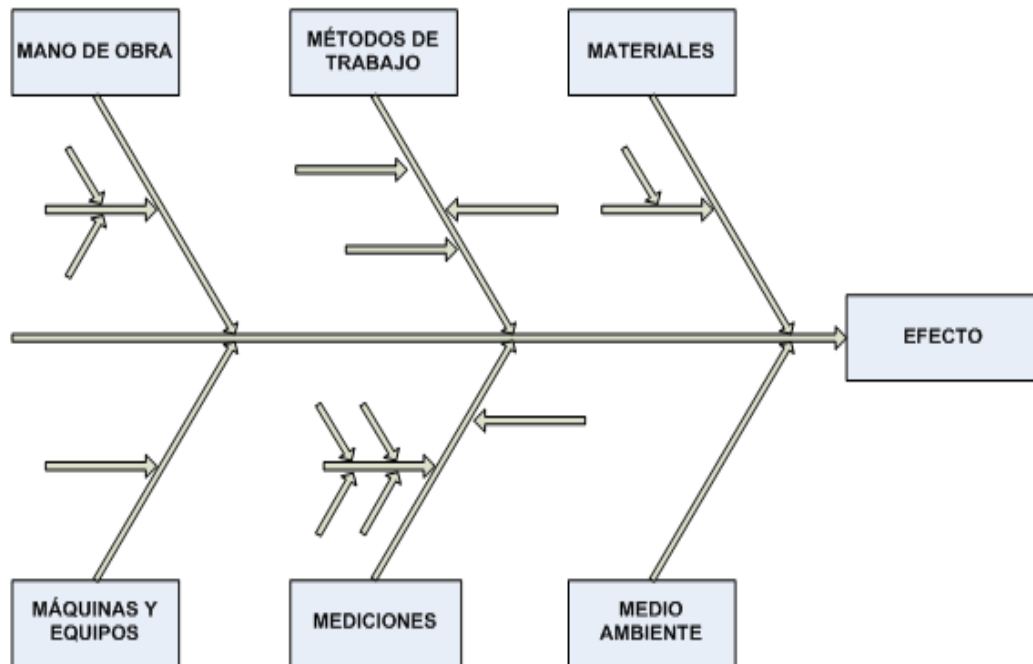 MANO DE OBRA
MÉTODOS DE
TRABAJO
MATERIALES
EFECTO
MÁQUINAS Y
EQUIPOS
MEDICIONES
MEDIO
AMBIENTE